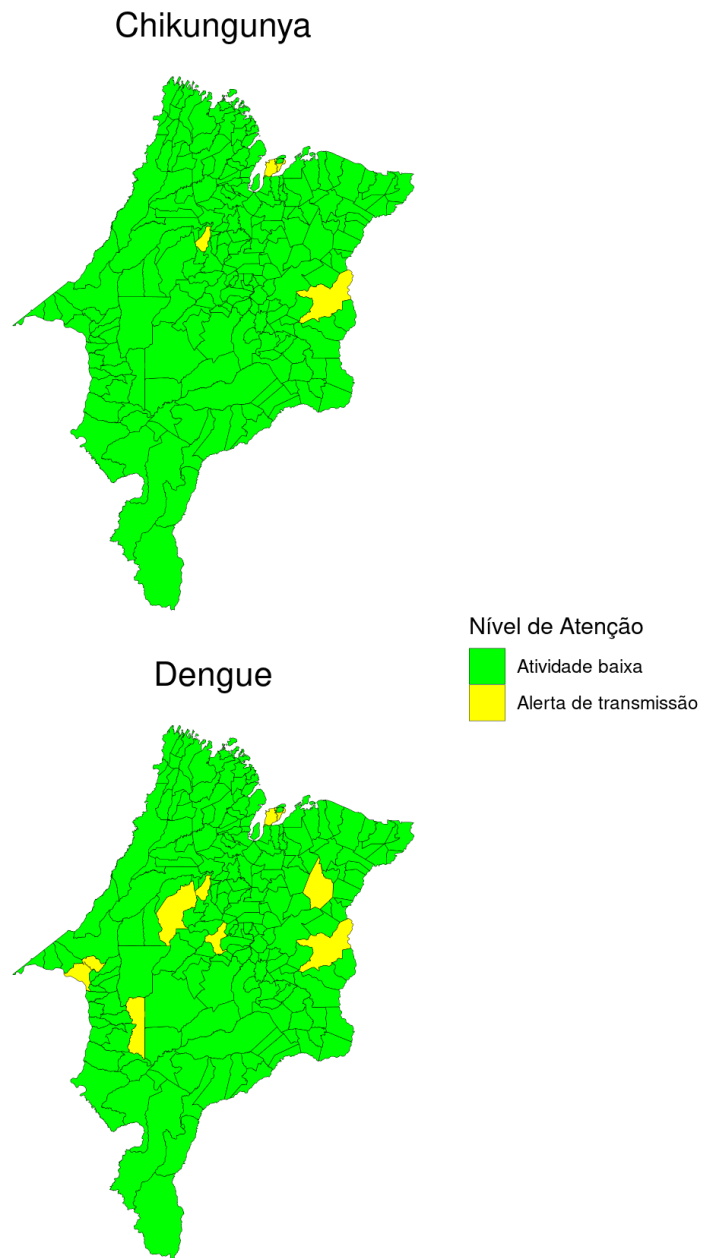 Chikungunya
Nível de Atenção
Atividade baixa
Alerta de transmissão
Dengue